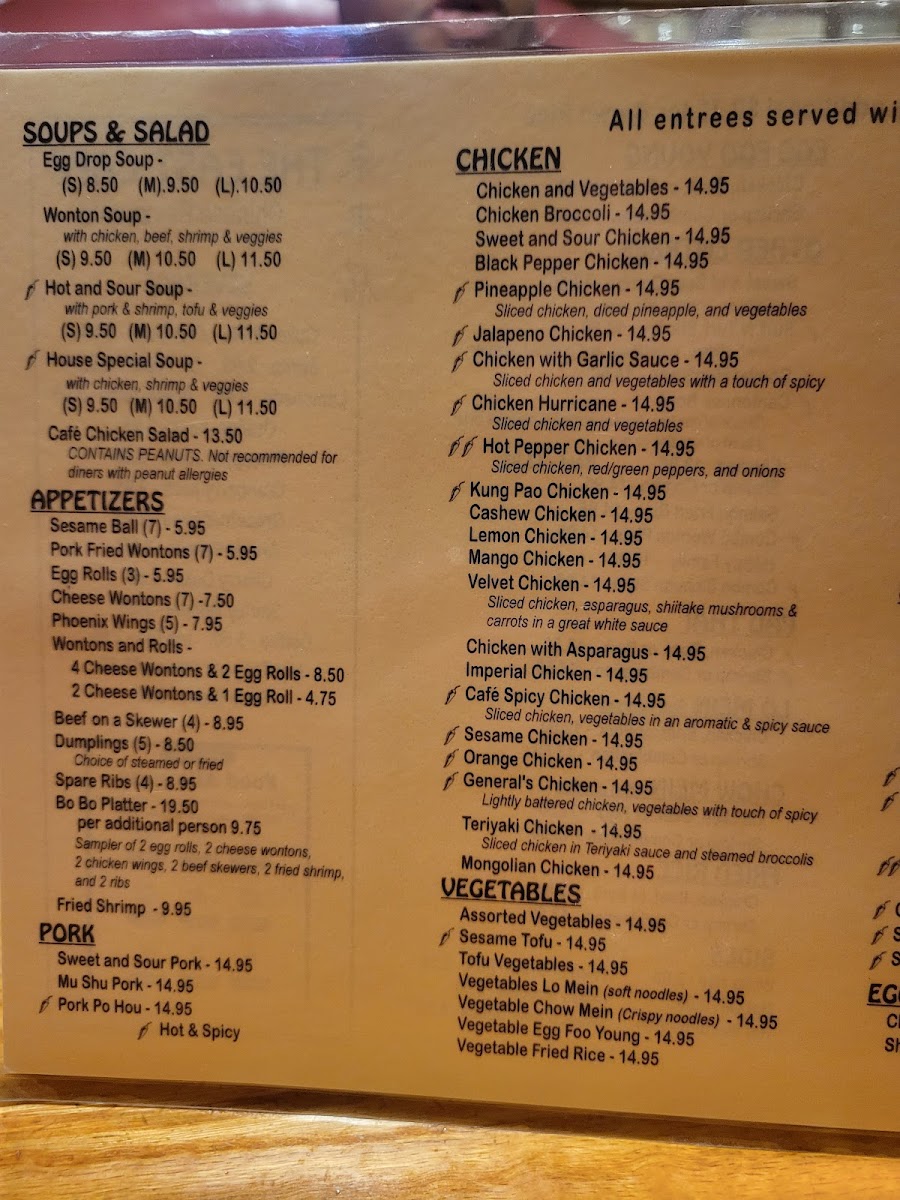 SOUPS & SALAD
Egg Drop Soup -
(S) 8.50 (M).9.50 (L).10.50
Wonton Soup -
with chicken, beef, shrimp & veggies
(S) 9.50 (M) 10.50 (L) 11.50
Hot and Sour Soup -
with pork & shrimp, tofu & veggies
(S) 9.50 (M) 10.50 (L) 11.50
House Special Soup -
with chicken, shrimp & veggies
(S) 9.50 (M) 10.50 (L) 11.50
Café Chicken Salad - 13.50
CONTAINS PEANUTS. Not recommended for
diners with peanut allergies
APPETIZERS
Sesame Ball (7) - 5.95
Pork Fried Wontons (7) - 5.95
Egg Rolls (3) - 5.95
Cheese Wontons (7) -7.50
Phoenix Wings (5) - 7.95
Wontons and Rolls -
4 Cheese Wontons & 2 Egg Rolls - 8.50
2 Cheese Wontons & 1 Egg Roll - 4.75
Beef on a Skewer (4) - 8.95
Dumplings (5) - 8.50
Choice of steamed or fried
Spare Ribs (4) - 8.95
Bo Bo Platter - 19.50
per additional person 9.75
Sampler of 2 egg rolls, 2 cheese wontons,
2 chicken wings, 2 beef skewers, 2 fried shrimp,
and 2 ribs
Fried Shrimp - 9.95
PORK
Sweet and Sour Pork - 14.95
Mu Shu Pork - 14.95
Pork Po Hou - 14.95
Hot & Spicy
All entrees served wi
CHICKEN
Chicken and Vegetables - 14.95
Chicken Broccoli - 14.95
Sweet and Sour Chicken - 14.95
Black Pepper Chicken - 14.95
Pineapple Chicken - 14.95
Sliced chicken, diced pineapple, and vegetables
Jalapeno Chicken - 14.95
Chicken with Garlic Sauce - 14.95
Sliced chicken and vegetables with a touch of spicy
Chicken Hurricane - 14.95
Sliced chicken and vegetables
Hot Pepper Chicken - 14.95
Sliced chicken, red/green peppers, and onions
Kung Pao Chicken - 14.95
Cashew Chicken - 14.95
Lemon Chicken - 14.95
Mango Chicken - 14.95
Velvet Chicken - 14.95
Sliced chicken, asparagus, shiitake mushrooms &
carrots in a great white sauce
Chicken with Asparagus - 14.95
Imperial Chicken - 14.95
Café Spicy Chicken - 14.95
Sliced chicken, vegetables in an aromatic & spicy sauce
Sesame Chicken - 14.95
Orange Chicken - 14.95
General's Chicken - 14.95
Lightly battered chicken, vegetables with touch of spicy
Teriyaki Chicken - 14.95
Sliced chicken in Teriyaki sauce and steamed broccolis
Mongolian Chicken - 14.95
VEGETABLES
Assorted Vegetables - 14.95
Sesame Tofu - 14.95
Tofu Vegetables - 14.95
Vegetables Lo Mein (soft noodles) - 14.95
Vegetable Chow Mein (Crispy noodles) - 14.95
Vegetable Egg Foo Young - 14.95
Vegetable Fried Rice - 14.95
S
S
EG
Sh